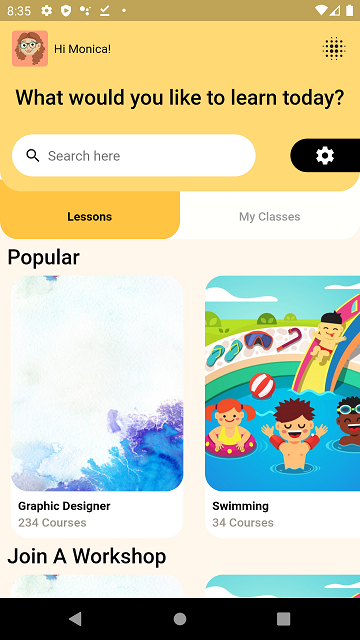 8:35
Hi Monica!
What would you like to learn today?
Search here
Lessons
My Classes
Popular
Graphic Designer
234 Courses
Swimming
34 Courses
Join A Workshop